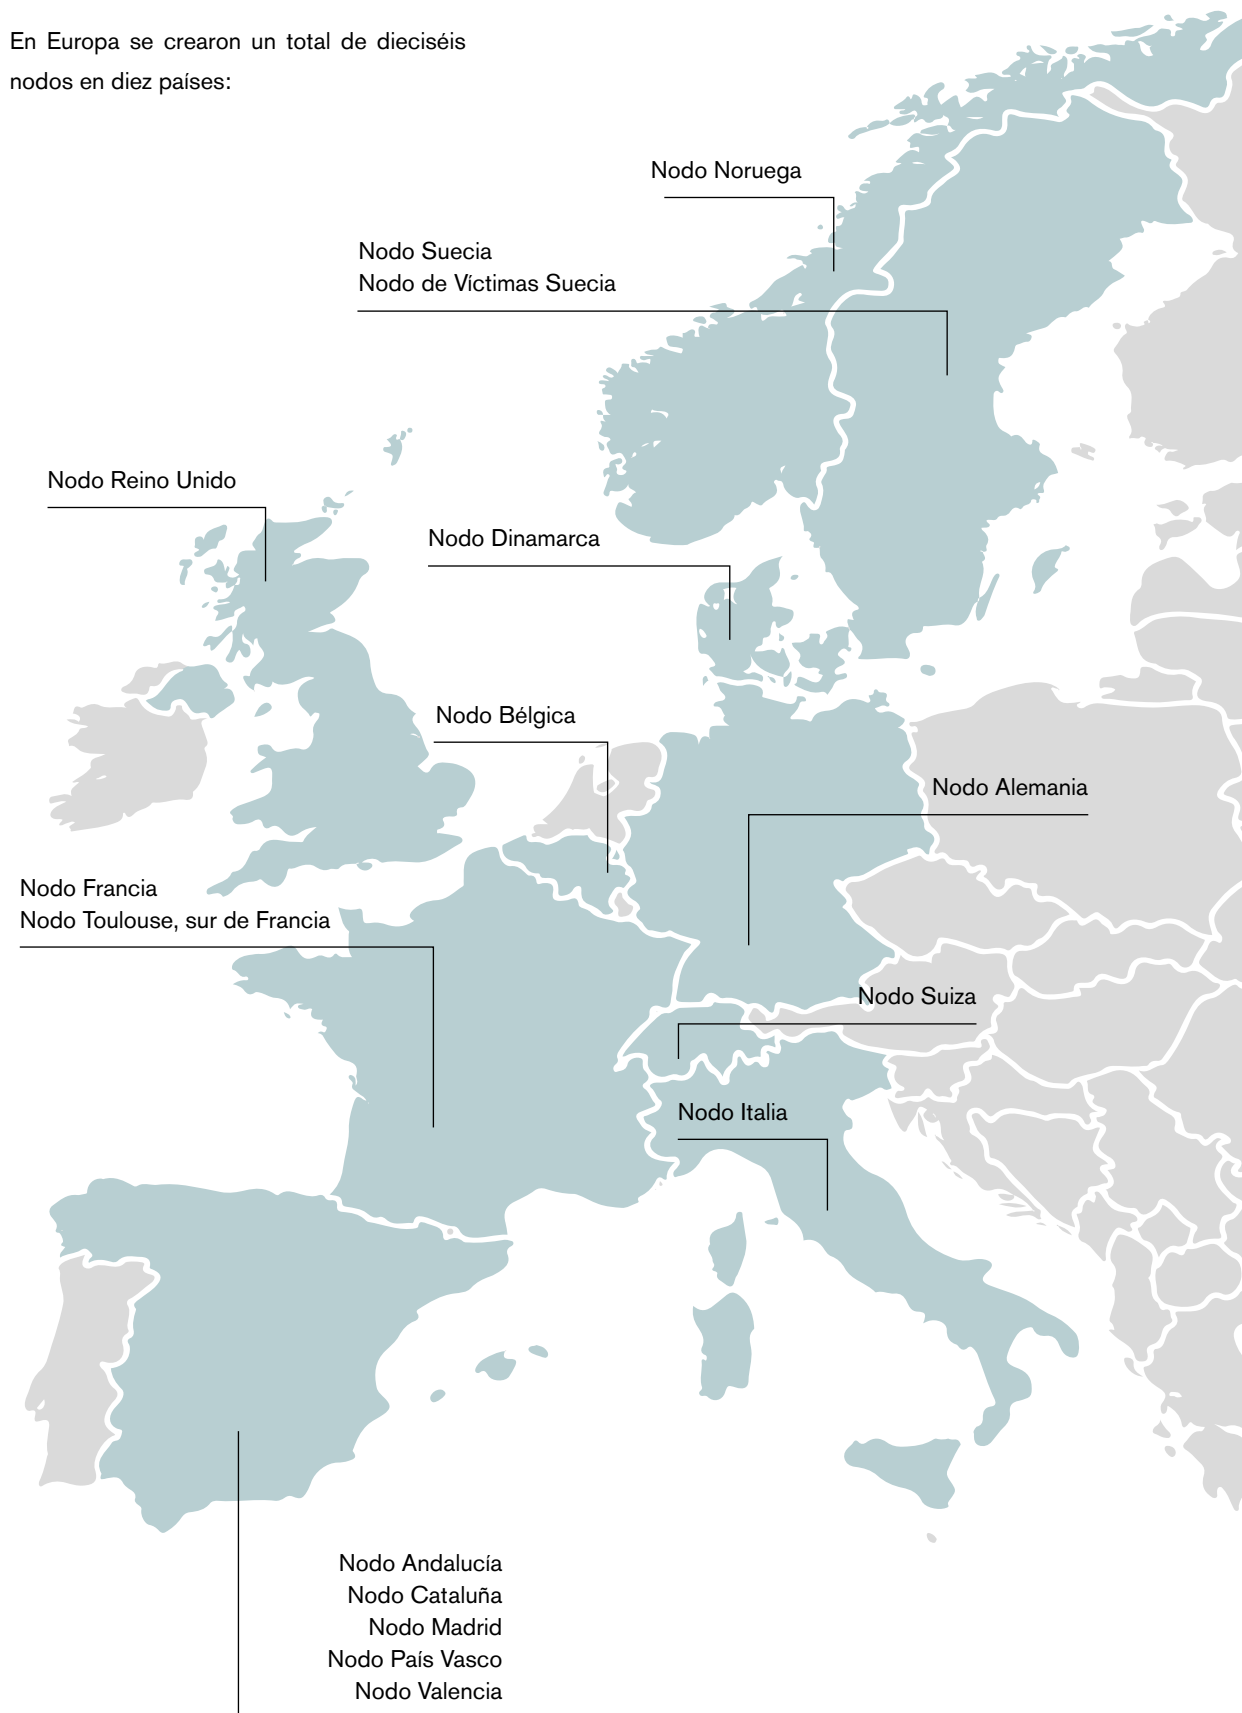 En Europa se crearon un total de dieciséis
nodos en diez países:
Nodo Noruega
Nodo Suecia
Nodo de Víctimas Suecia
Nodo Reino Unido
Nodo Dinamarca
Nodo Bélgica
Nodo Alemania
Nodo Francia
Nodo Toulouse, sur de Francia
Nodo Suiza
Nodo Italia
Nodo Andalucía
Nodo Cataluña
Nodo Madrid
Nodo País Vasco
Nodo Valencia